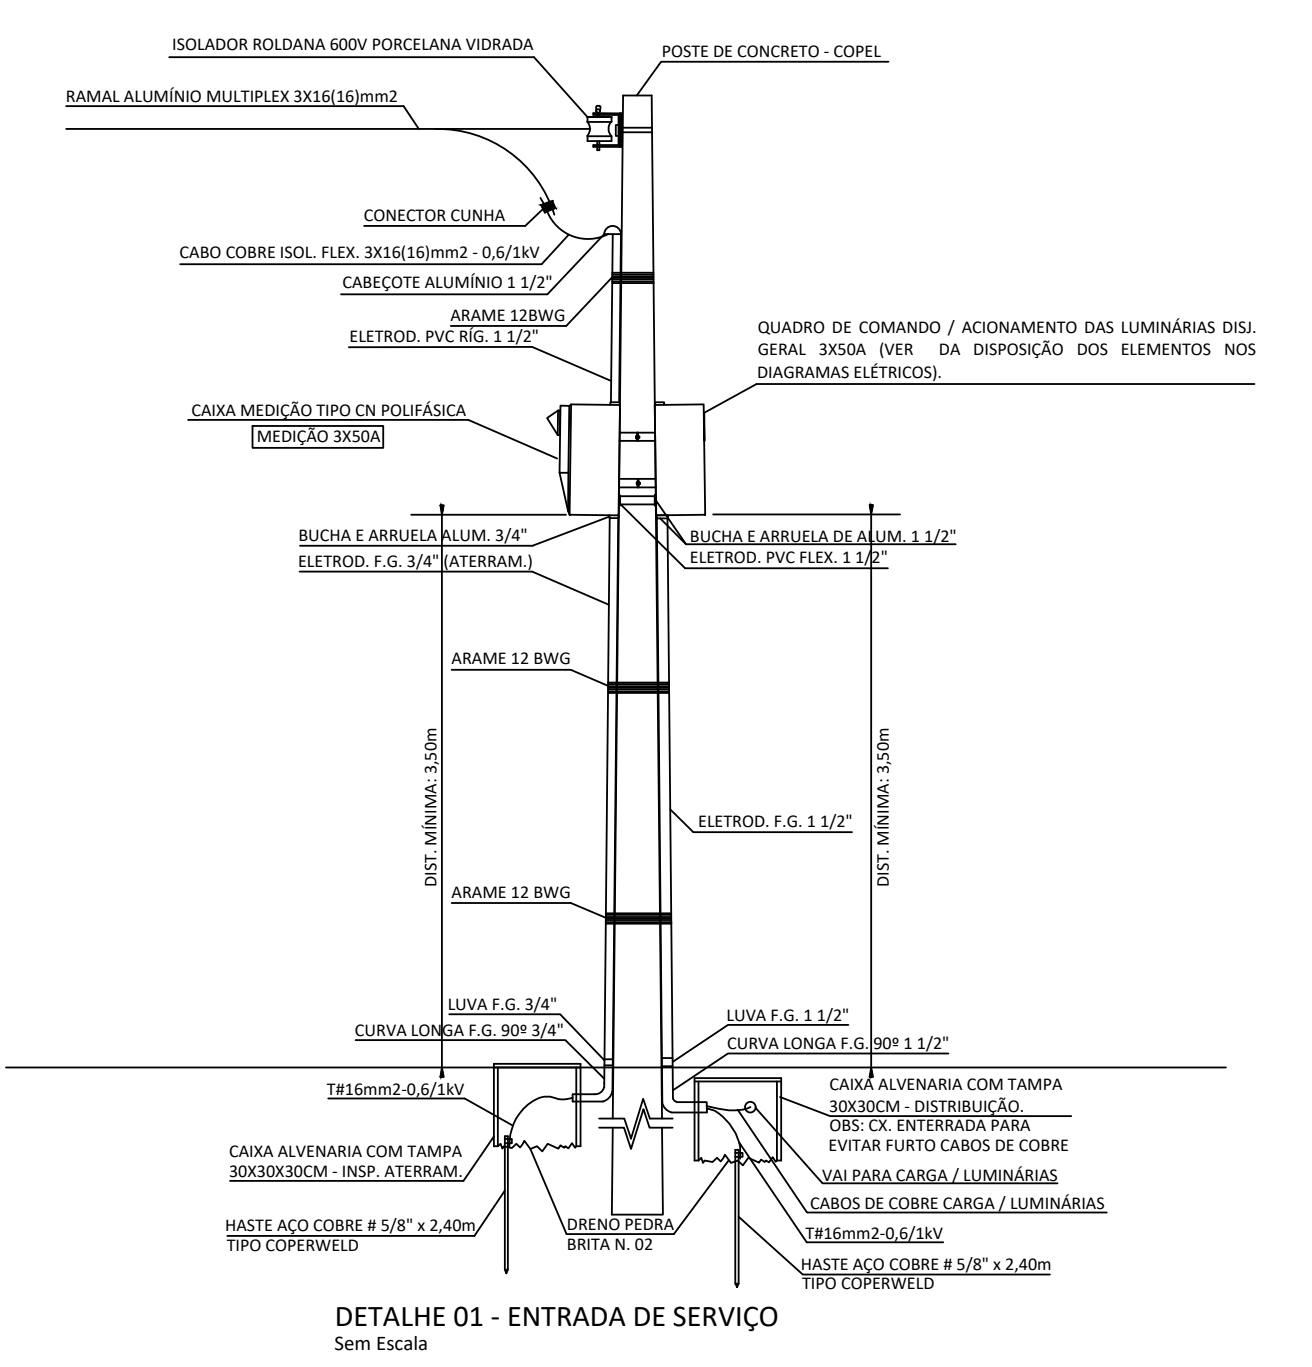 ISOLADOR ROLDANA 600V PORCELANA VIDRADA
POSTE DE CONCRETO - COPEL
RAMAL ALUMÍNIO MULTIPLEX 3X16(16)mm2
CONECTOR CUNHA
CABO COBRE ISOL. FLEX. 3X16(16)mm2 - 0,6/1kV
CABEÇOTE ALUMÍNIO 1 1/2"
ARAME 12BWG
ELETROD. PVC RÍG. 1 1/2"
QUADRO DE COMANDO / ACIONAMENTO DAS LUMINÁRIAS DISJ.
GERAL 3X50A (VER DA DISPOSIÇÃO DOS ELEMENTOS NOS
DIAGRAMAS ELÉTRICOS).
CAIXA MEDIÇÃO TIPO CN POLIFÁSICA
MEDIÇÃO 3X50A
BUCHA E ARRUELA ALUM. 3/4"
ELETROD. F.G. 3/4" (ATERRAM.)
BUCHA E ARRUELA DE ALUM. 1 1/2"
ELETROD. PVC FLEX. 1 1/2"
ARAME 12 BWG
DIST. MÍNIMA: 3,50m
DIST. MÍNIMA: 3,50m
ELETROD. F.G. 1 1/2"
ARAME 12 BWG
LUVA F.G. 3/4"
CURVA LONGA F.G. 90º 3/4"
LUVA F.G. 1 1/2"
CURVA LONGA F.G. 90º 1 1/2"
T#16mm2-0,6/1kV
CAIXA ALVENARIA COM TAMPA
30X30X30CM - INSP. ATERRAM.
HASTE AÇO COBRE # 5/8" x 2,40m
TIPO COPERWELD
DRENO PEDRA
BRITA N. 02
CAIXA ALVENARIA COM TAMPA
30X30CM - DISTRIBUIÇÃO.
OBS: CX. ENTERRADA PARA
EVITAR FURTO CABOS DE COBRE
VAI PARA CARGA / LUMINÁRIAS
CABOS DE COBRE CARGA / LUMINÁRIAS
T#16mm2-0,6/1kV
HASTE AÇO COBRE # 5/8" x 2,40m
TIPO COPERWELD
DETALHE 01 - ENTRADA DE SERVIÇO
Sem Escala